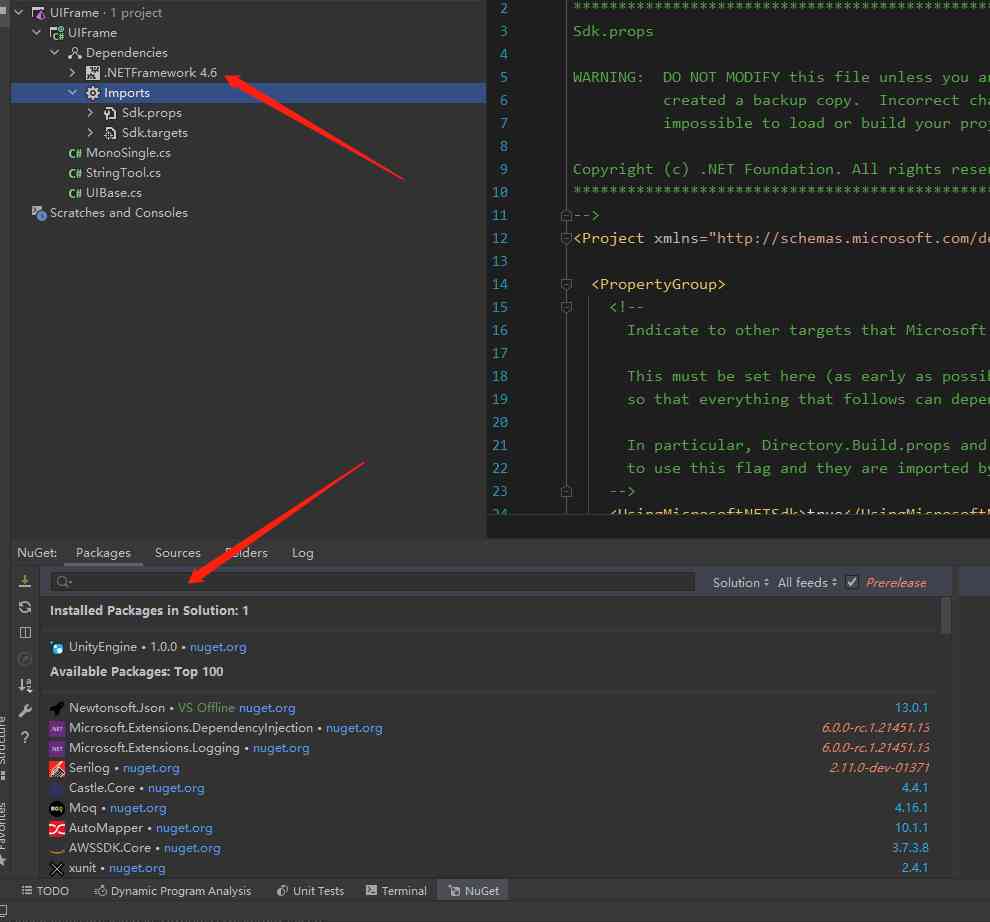 UIFrame · 1 project
UIFrame
Dependencies
.NETFramework 4.6
Imports
Sdk.props
Sdk.targets
MonoSingle.cs
StringTool.cs
UIBase.cs
Scratches and Consoles
2 ***********************************************
3 Sdk.props
4
5 WARNING: DO NOT MODIFY this file unless you
6 created a backup copy. Incorrect
7 impossible to load or build your
8
9 Copyright (c) .NET Foundation. All rights
10 ***********************************************
11 -->
12 <Project xmlns="http://schemas.microsoft.com/
13
14 <PropertyGroup>
15 <!--
16 Indicate to other targets that Microsoft
17
18 This must be set here (as early as
19 so that everything that follows can
20
21 In particular, Directory.Build.props and
22 to use this flag and they are imported
23 -->
24 <UsingMicrosoftNETSdk>true</
NuGet: Packages Sources Folders Log
Solution All feeds Prerelease
Installed Packages in Solution: 1
UnityEngine • 1.0.0 • nuget.org
Available Packages: Top 100
Newtonsoft.Json • VS Offline nuget.org 13.0.1
Microsoft.Extensions.DependencyInjection • nuget.org 6.0.0-rc.1.21451.13
Microsoft.Extensions.Logging • nuget.org 6.0.0-rc.1.21451.13
Serilog • nuget.org 2.11.0-dev-01371
Castle.Core • nuget.org 4.4.1
Moq • nuget.org 4.16.1
AutoMapper • nuget.org 10.1.1
AWSSDK.Core • nuget.org 3.7.3.8
xunit • nuget.org 2.4.1
Structure
Favorites
TODO Dynamic Program Analysis Unit Tests Terminal NuGet